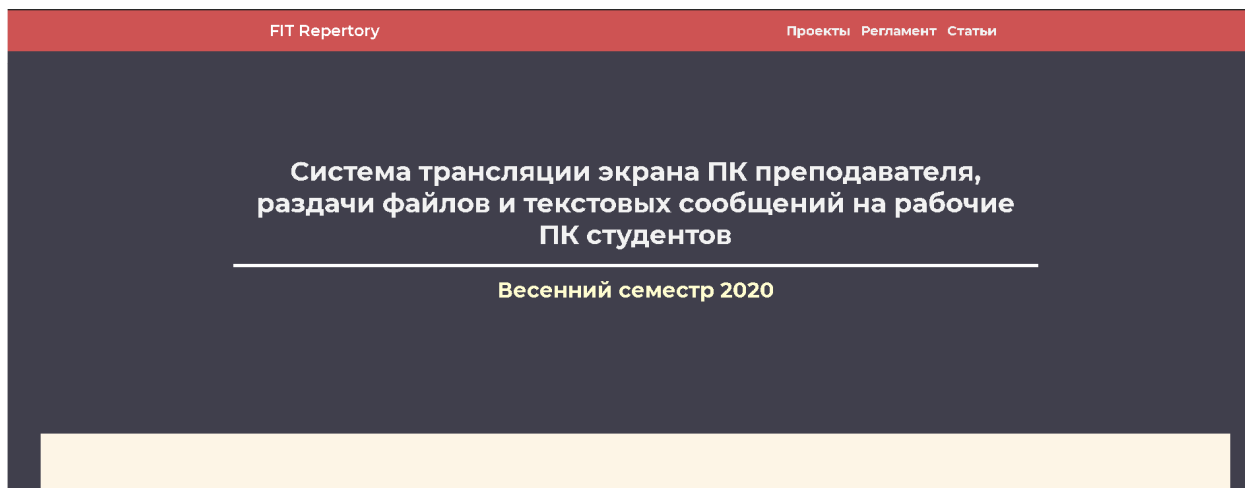 FIT Repertory
Проекты Регламент Статьи
Система трансляции экрана ПК преподавателя,
раздачи файлов и текстовых сообщений на рабочие
ПК студентов
Весенний семестр 2020